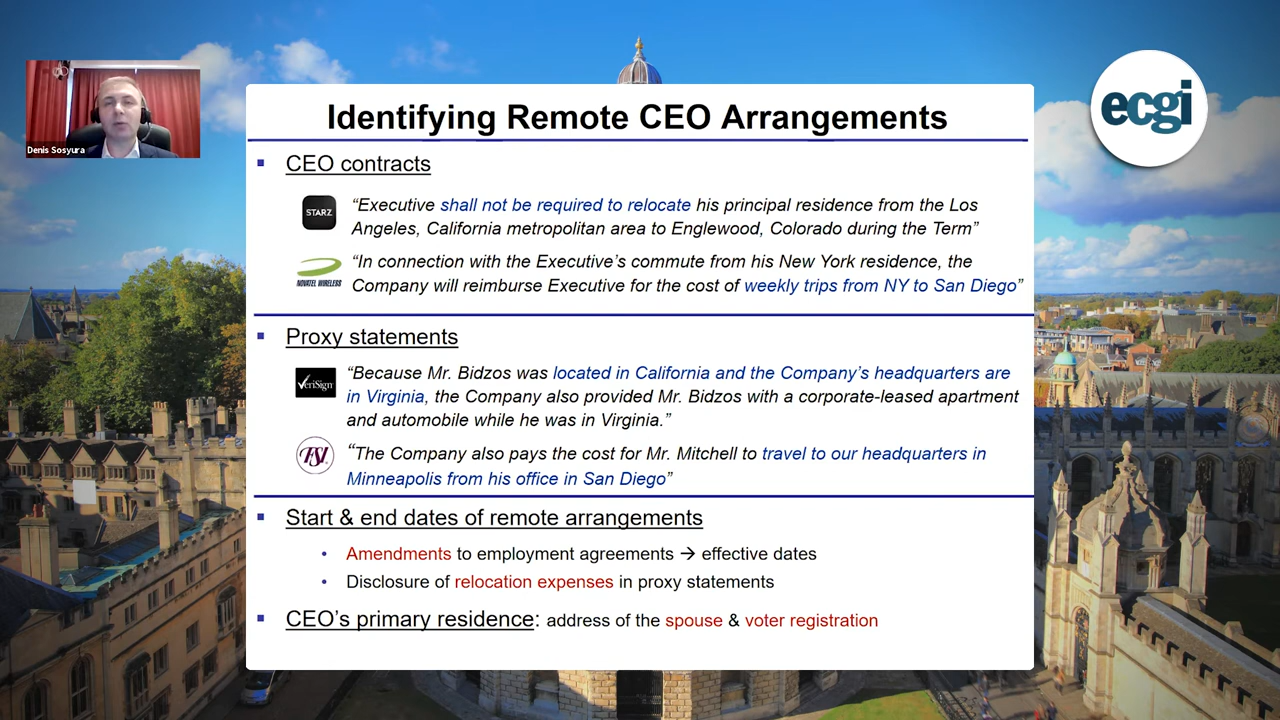 Denis Sosyura
ecgi
Identifying Remote CEO Arrangements
CEO contracts
STARZ
“Executive shall not be required to relocate his principal residence from the Los
Angeles, California metropolitan area to Englewood, Colorado during the Term”
NOVATEL WIRELESS
“In connection with the Executive’s commute from his New York residence, the
Company will reimburse Executive for the cost of weekly trips from NY to San Diego”
Proxy statements
VeriSign
“Because Mr. Bidzos was located in California and the Company’s headquarters are
in Virginia, the Company also provided Mr. Bidzos with a corporate-leased apartment
and automobile while he was in Virginia.”
FSI
“The Company also pays the cost for Mr. Mitchell to travel to our headquarters in
Minneapolis from his office in San Diego”
Start & end dates of remote arrangements
Amendments to employment agreements → effective dates
Disclosure of relocation expenses in proxy statements
CEO’s primary residence: address of the spouse & voter registration